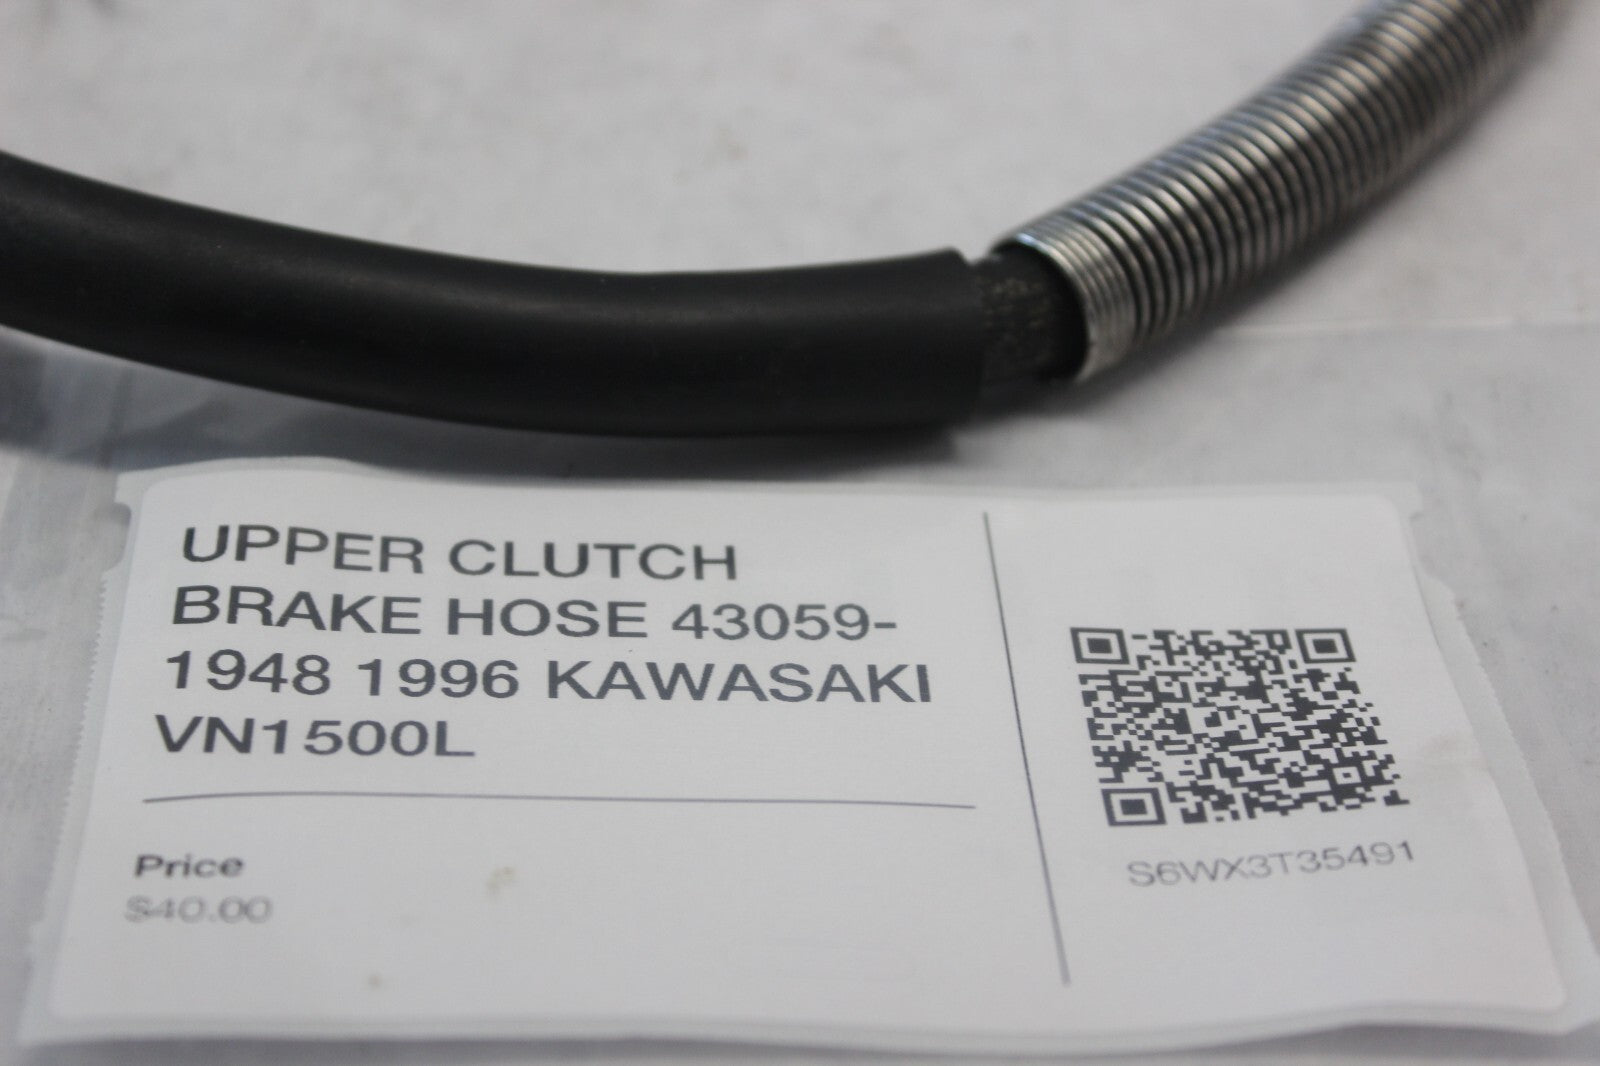 UPPER CLUTCH
BRAKE HOSE 43059-
1948 1996 KAWASAKI
VN1500L
Price
$40.00
S6WX3T35491